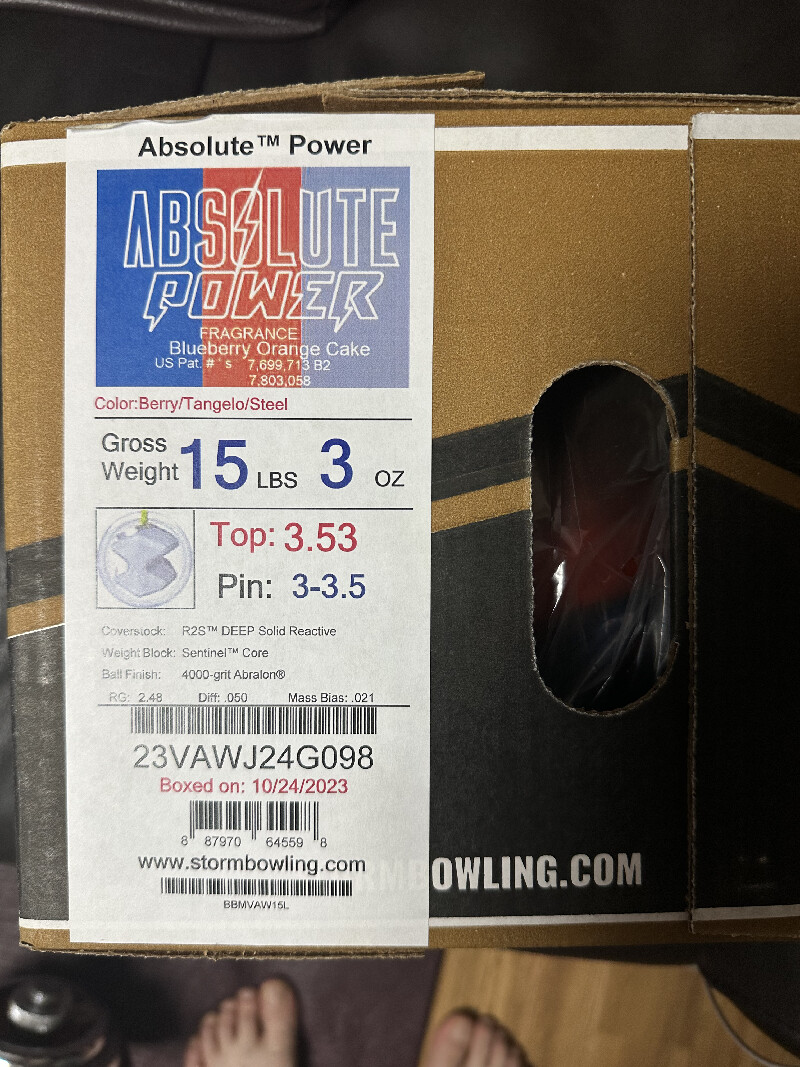 Absolute™ Power
ABSOLUTE
POWER
FRAGRANCE
Blueberry Orange Cake
US Pat. #'s 7,699,713 B2
7,803,058
Color:Berry/Tangelo/Steel
Gross
Weight 15 LBS 3 OZ
Top: 3.53
Pin: 3-3.5
Coverstock: R2S™ DEEP Solid Reactive
Weight Block: Sentinel™ Core
Ball Finish: 4000-grit Abralon®
RG: 2.48 Diff: .050 Mass Bias: .021
23VAWJ24G098
Boxed on: 10/24/2023
8 87970 64559 8
www.stormbowling.com
BBMVAW15L
OWLING.COM